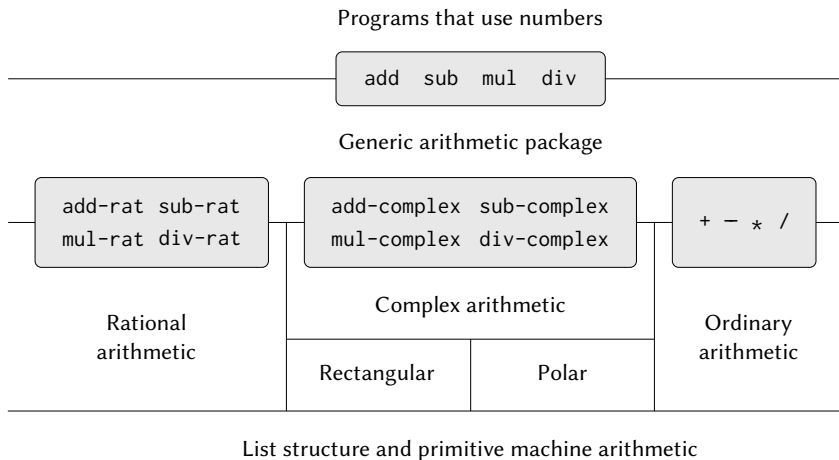 Programs that use numbers
add sub mul div
Generic arithmetic package
add-rat sub-rat
mul-rat div-rat
add-complex sub-complex
mul-complex div-complex
+ − * /
Rational
arithmetic
Complex arithmetic
Rectangular
Polar
Ordinary
arithmetic
List structure and primitive machine arithmetic